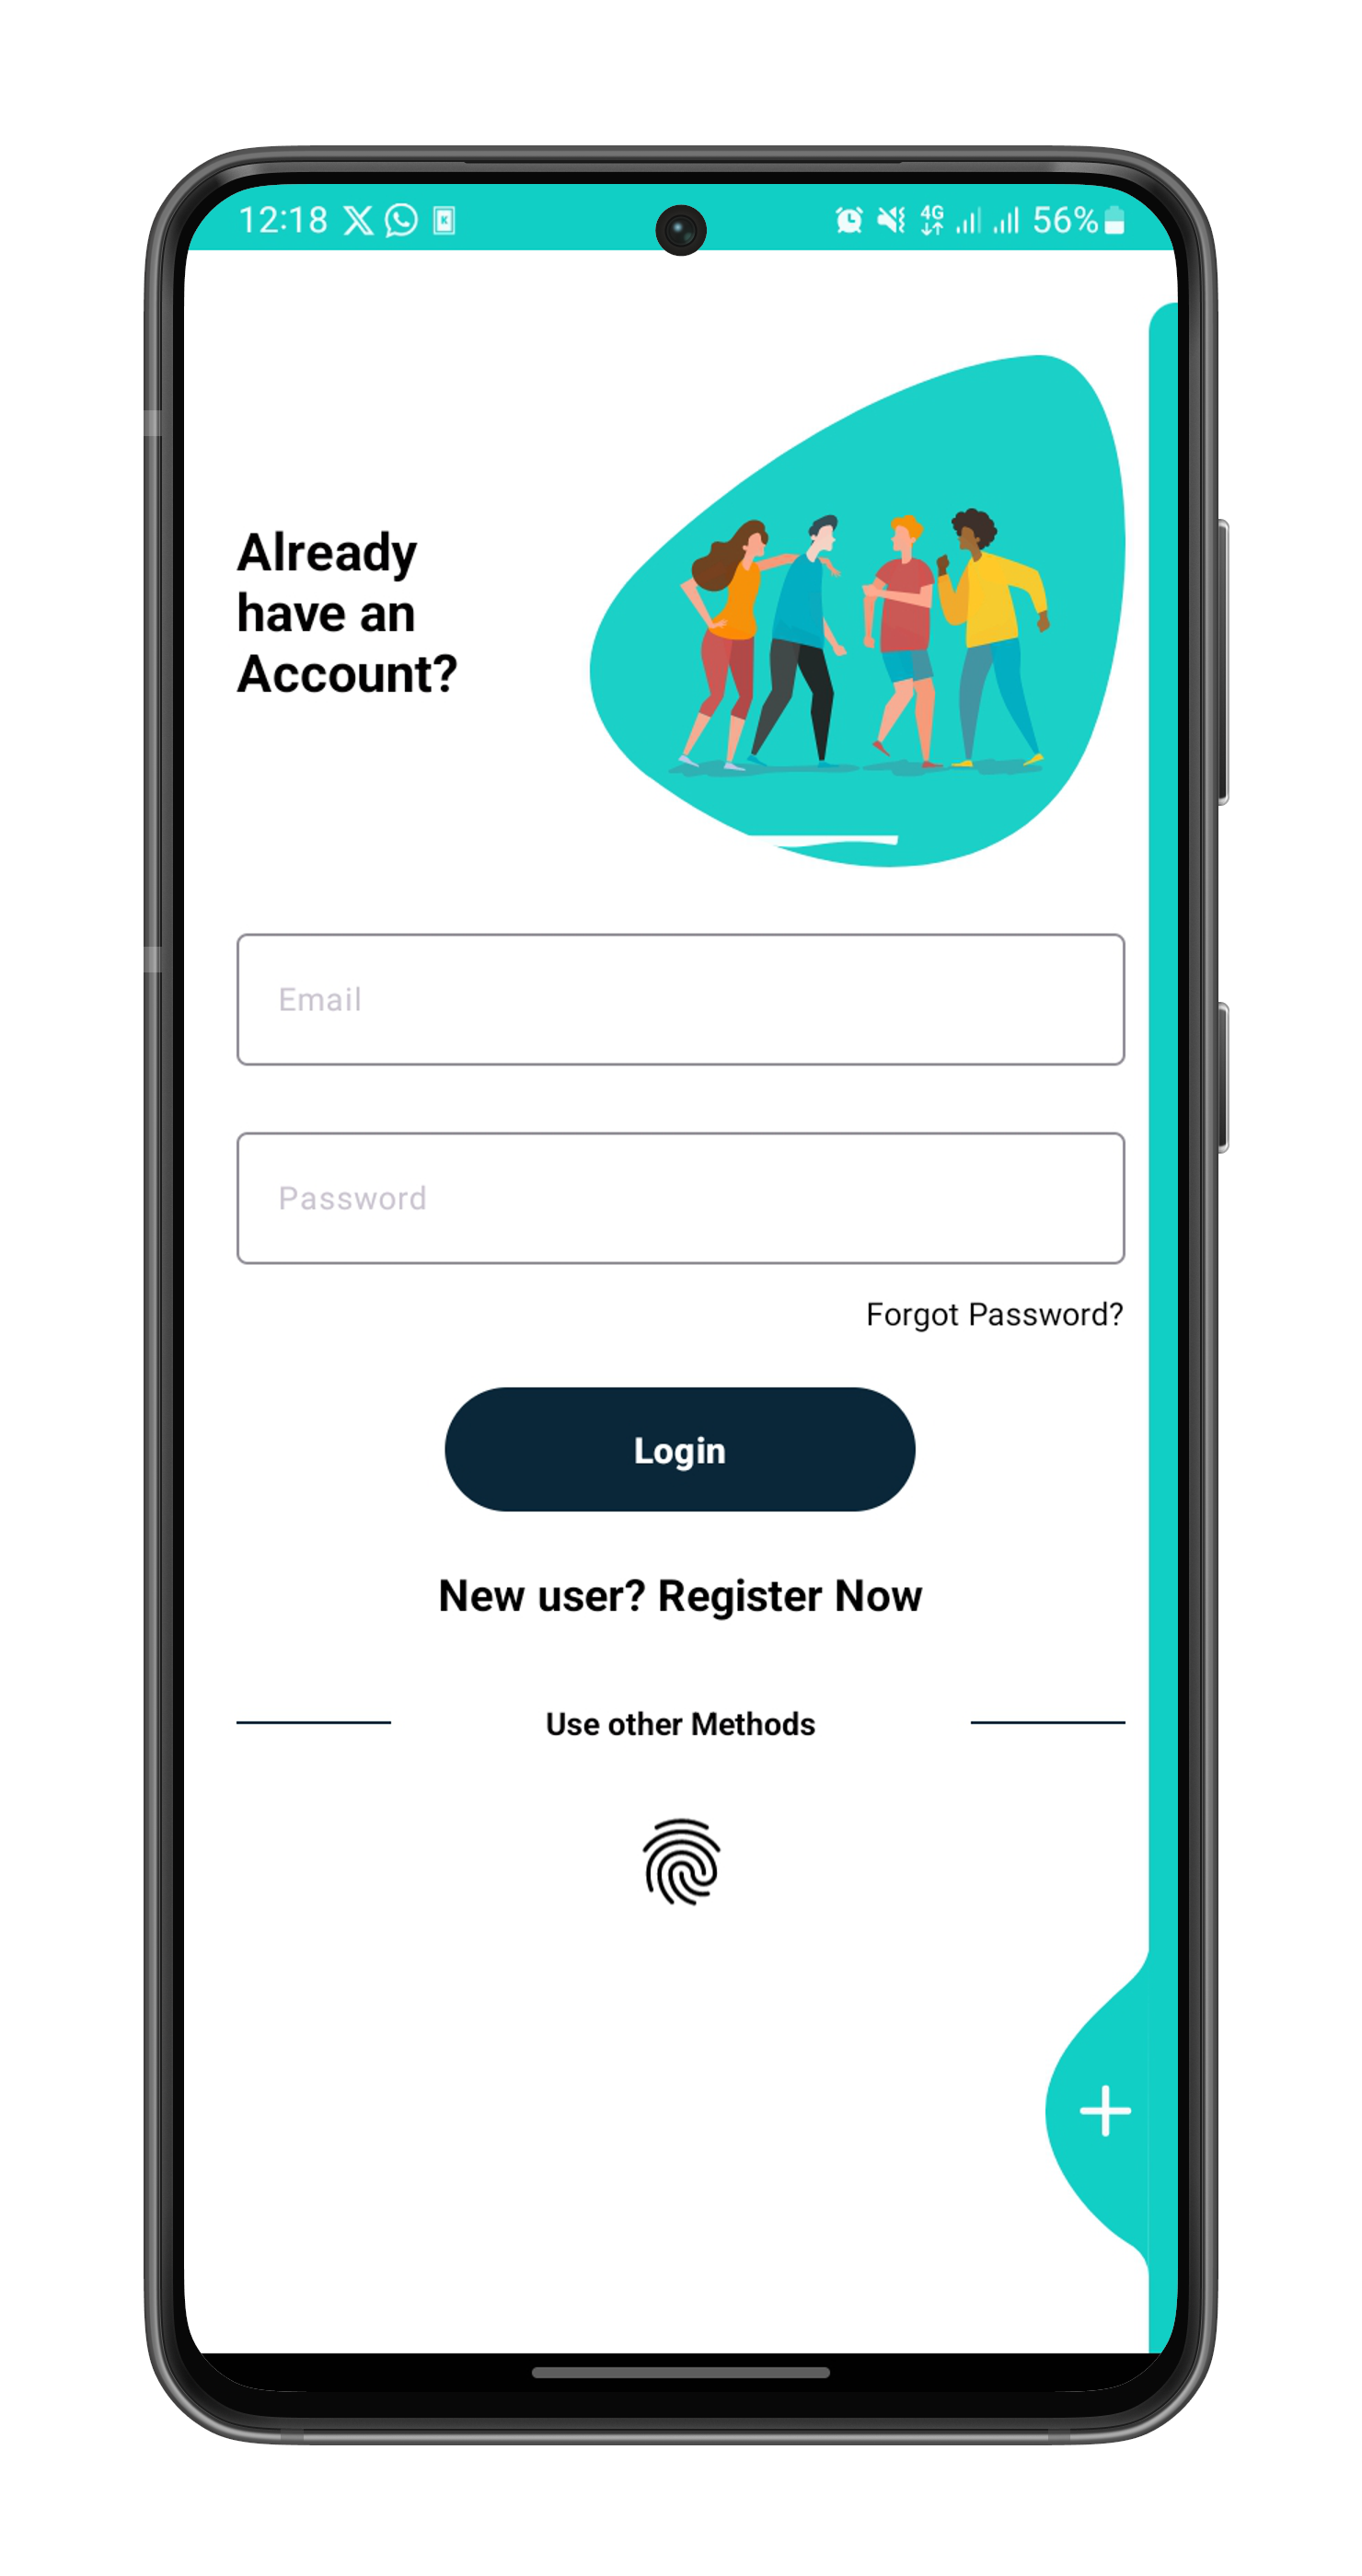 12:18 4G 56%
Already
have an
Account?
Email
Password
Forgot Password?
Login
New user? Register Now
Use other Methods